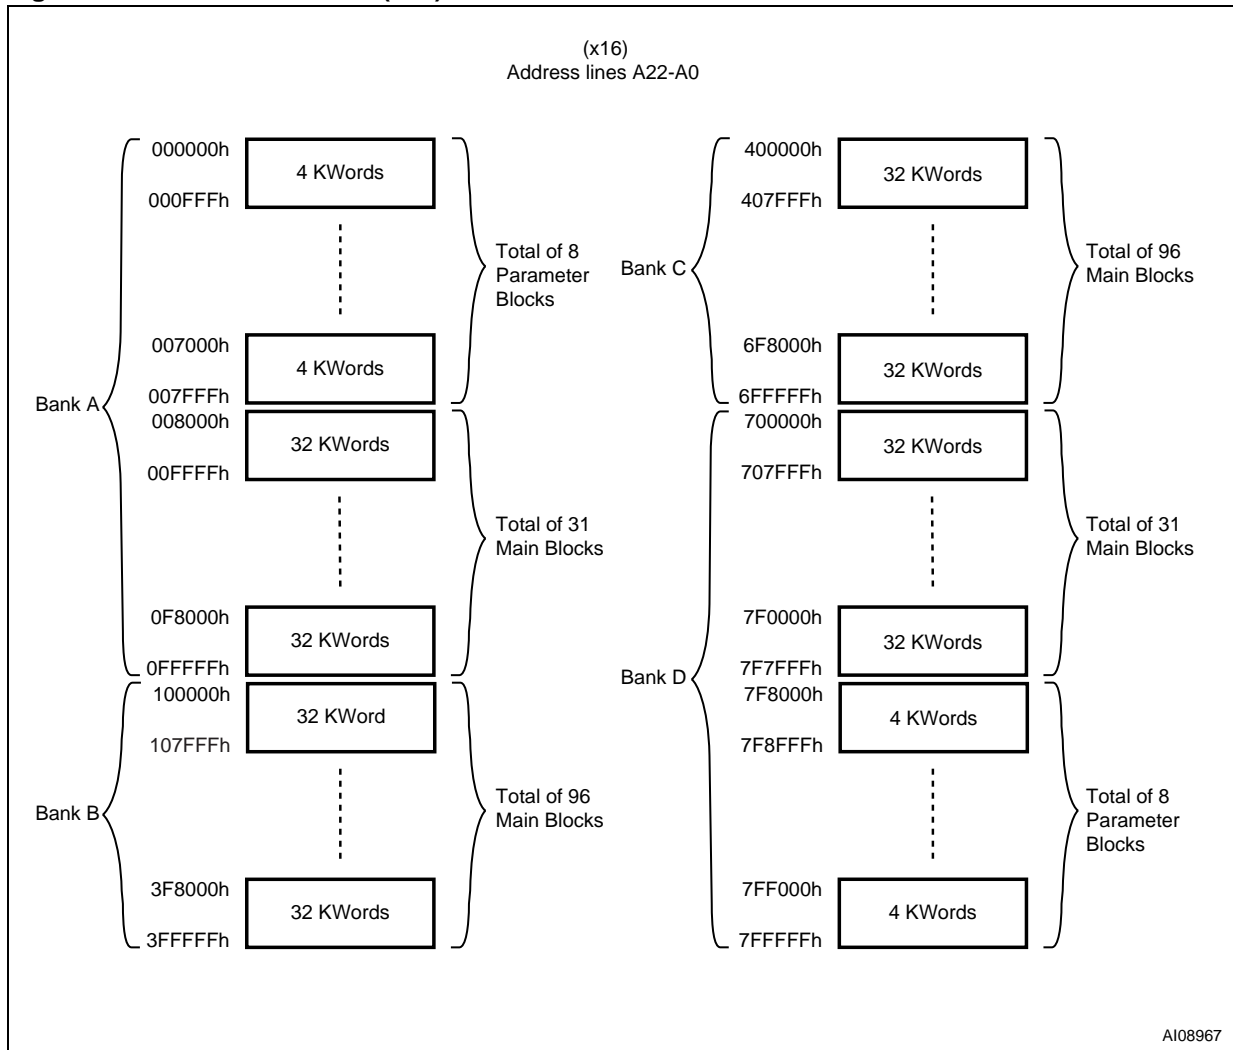 (x16)
Address lines A22-A0
Bank A
000000h
4 KWords
000FFFh
Total of 8
Parameter
Blocks
007000h
4 KWords
007FFFh
008000h
32 KWords
00FFFFh
Total of 31
Main Blocks
0F8000h
32 KWords
0FFFFFh
Bank B
100000h
32 KWord
107FFFh
Total of 96
Main Blocks
3F8000h
32 KWords
3FFFFFh
Bank C
400000h
32 KWords
407FFFh
Total of 96
Main Blocks
6F8000h
32 KWords
6FFFFFh
Bank D
700000h
32 KWords
707FFFh
Total of 31
Main Blocks
7F0000h
32 KWords
7F7FFFh
7F8000h
4 KWords
7F8FFFh
Total of 8
Parameter
Blocks
7FF000h
4 KWords
7FFFFFh
AI08967